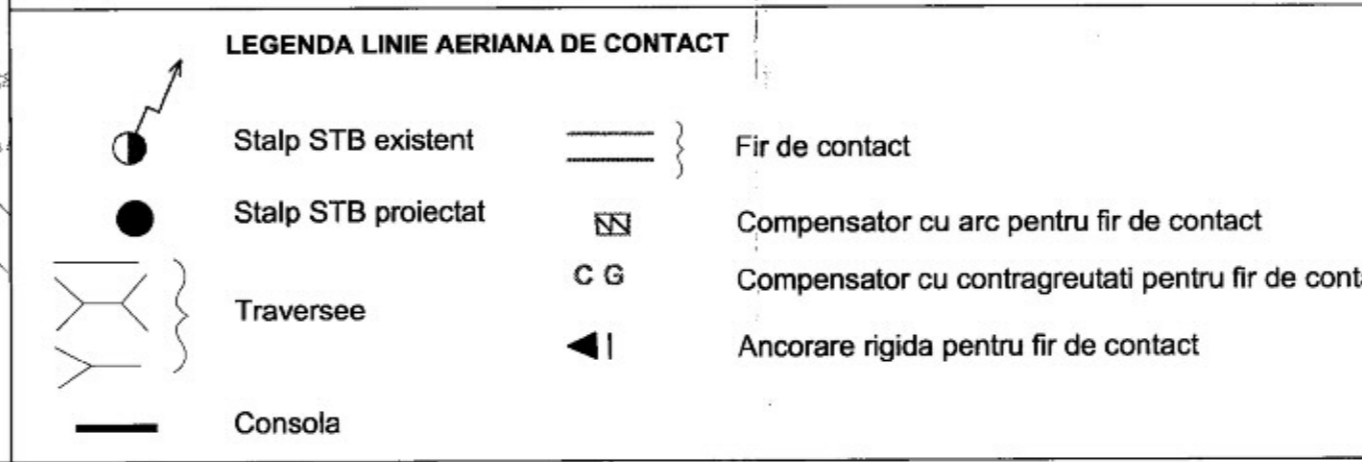 LEGENDA LINIE AERIANA DE CONTACT
Stalp STB existent
Stalp STB proiectat
Traversee
Consola
Fir de contact
Compensator cu arc pentru fir de contact
C G
Compensator cu contragreutati pentru fir de
Ancorare rigida pentru fir de contact